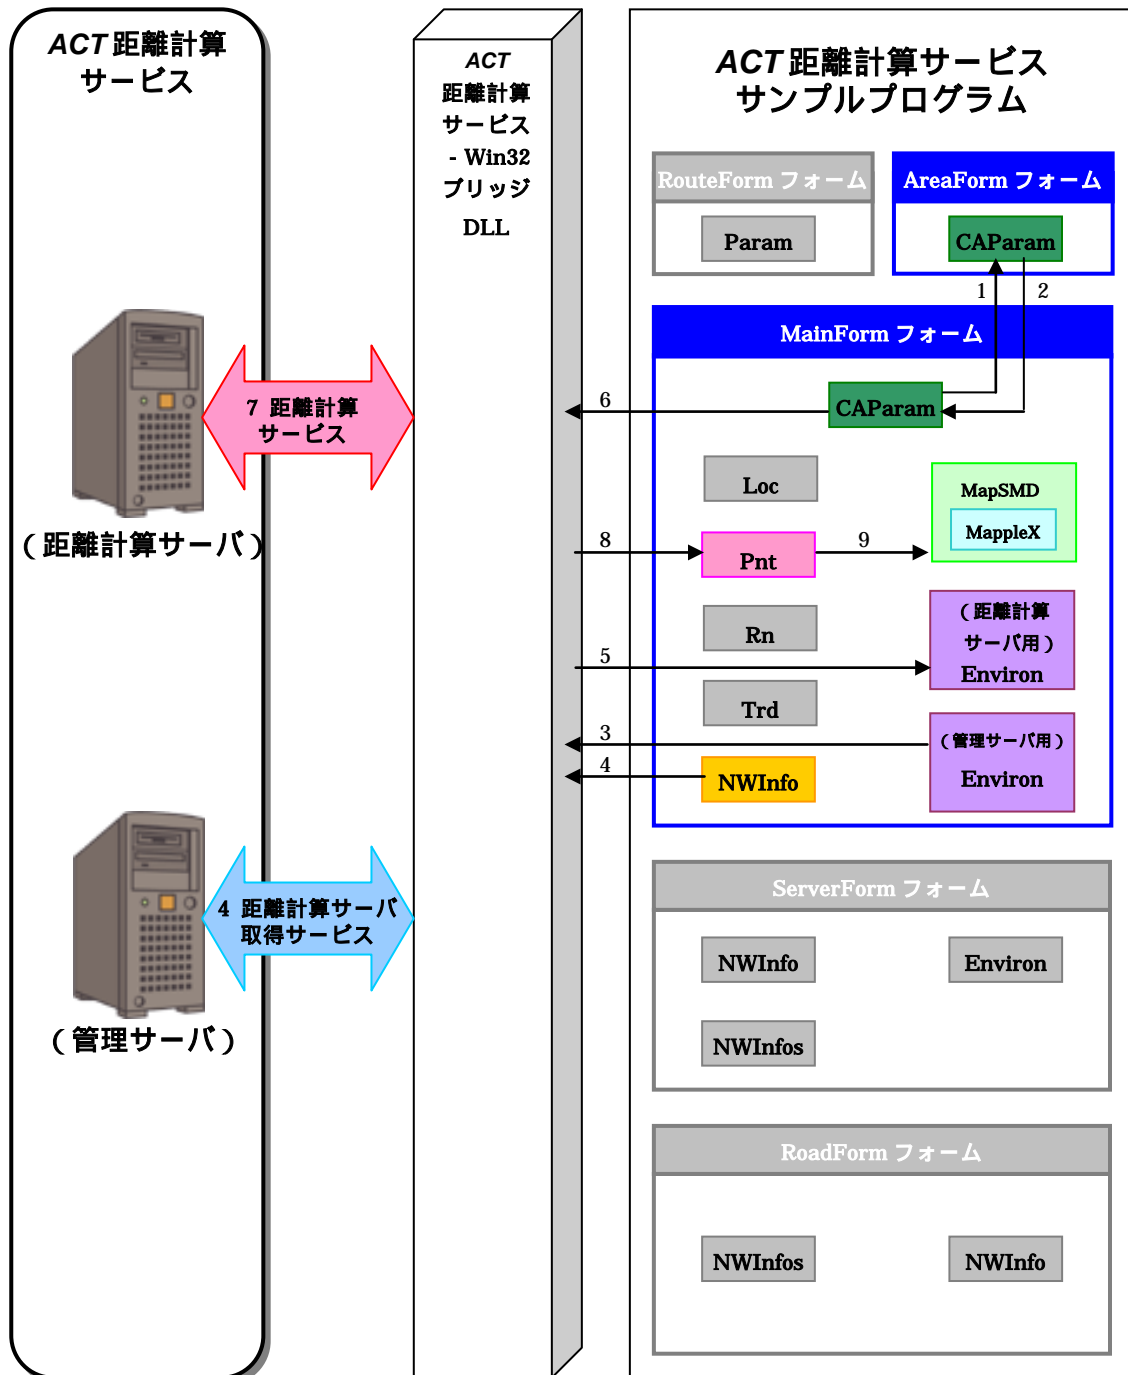 ACT 距離計算
サービス
(距離計算サーバ)
(管理サーバ)
7 距離計算
サービス
4 距離計算サーバ
取得サービス
ACT
距離計算
サービス
- Win32
ブリッジ
DLL
ACT 距離計算サービス
サンプルプログラム
RouteForm フォーム
Param
AreaForm フォーム
CAParam
1
2
MainForm フォーム
6
CAParam
Loc
MapSMD
MappleX
8
Pnt
9
Rn
(距離計算
サーバ用)
Environ
5
Trd
3
(管理サーバ用)
Environ
4
NWInfo
ServerForm フォーム
NWInfo
Environ
NWInfos
RoadForm フォーム
NWInfos
NWInfo